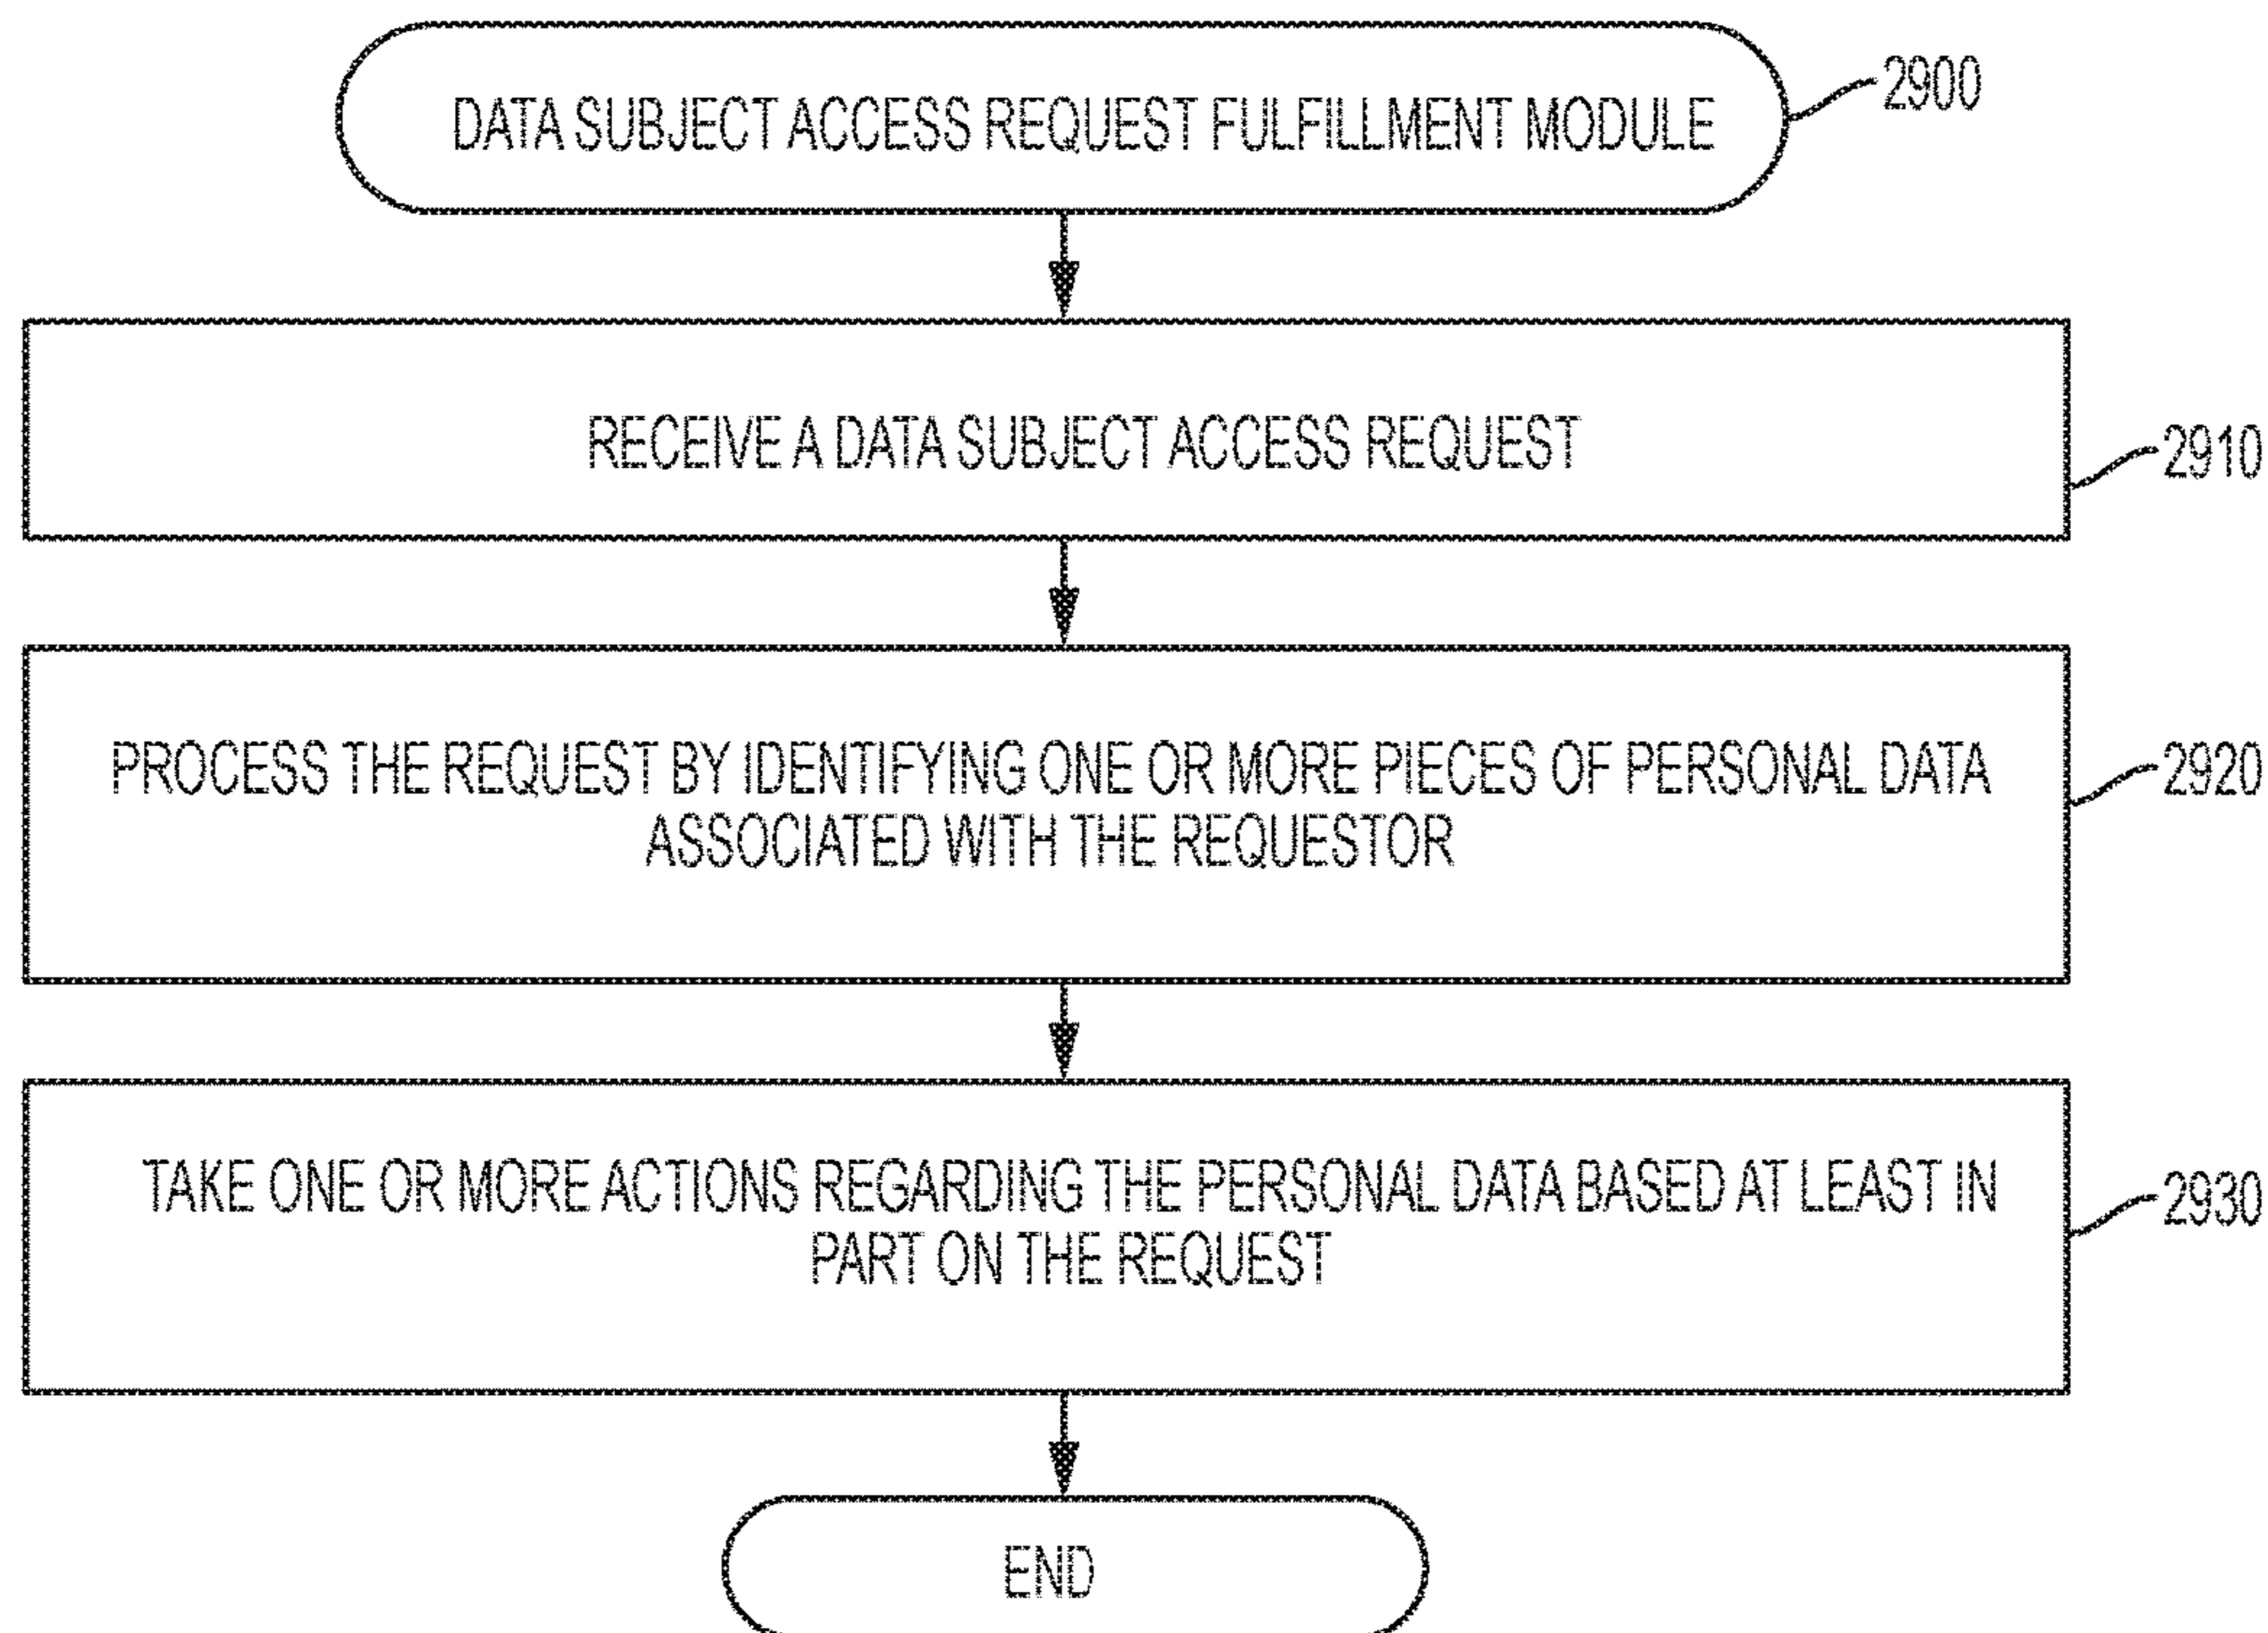 DATA SUBJECT ACCESS REQUEST FULFILLMENT MODULE
2900
RECEIVE A DATA SUBJECT ACCESS REQUEST
2910
PROCESS THE REQUEST BY IDENTIFYING ONE OR MORE PIECES OF PERSONAL DATA
ASSOCIATED WITH THE REQUESTOR
2920
TAKE ONE OR MORE ACTIONS REGARDING THE PERSONAL DATA BASED AT LEAST IN
PART ON THE REQUEST
2930
END